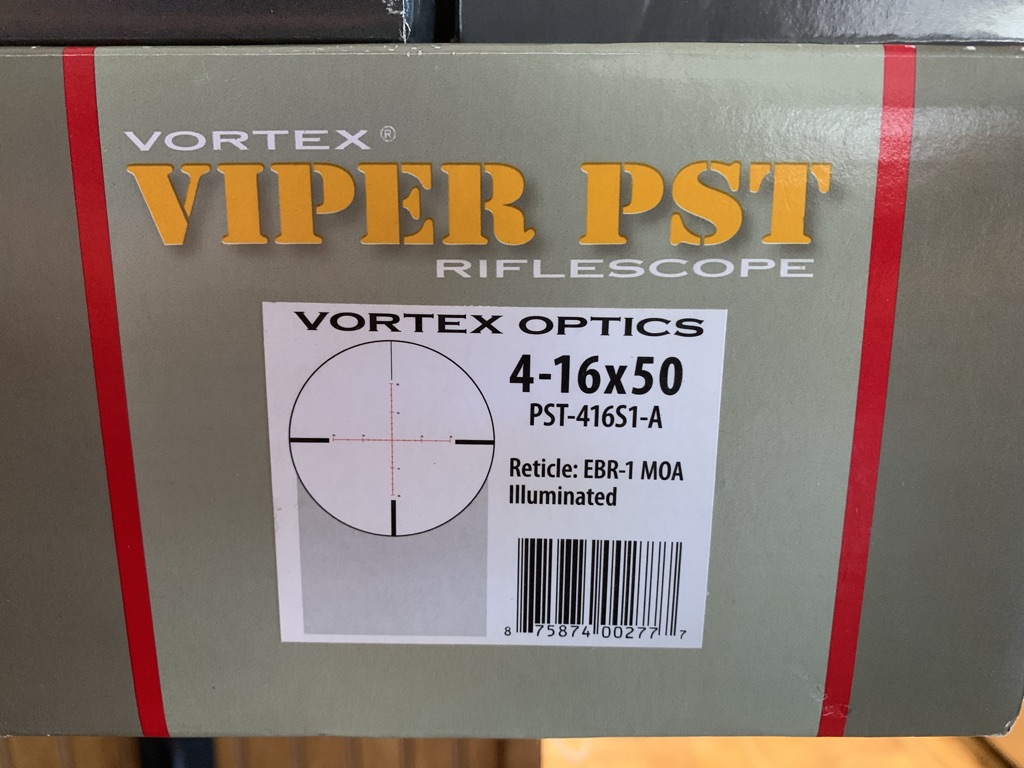 VORTEX®
VIPER PST
RIFLESCOPE
VORTEX OPTICS
4-16x50
PST-416S1-A
Reticle: EBR-1 MOA
Illuminated
8 75874 00277 7